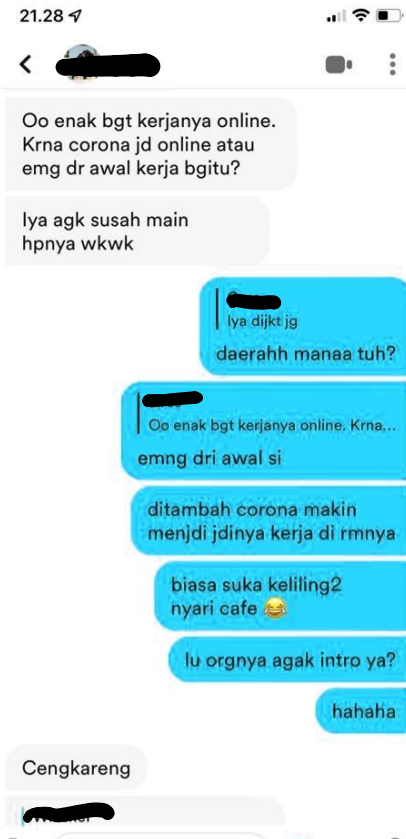 21.28
Oo enak bgt kerjanya online.
Krna corona jd online atau
emg dr awal kerja bgitu?
Iya agk susah main
hpnya wkwk
Iya dijkt jg
daerahh manaa tuh?
Oo enak bgt kerjanya online. Krna...
emng dri awal si
ditambah corona makin
menjdi jdinya kerja di rmnya
biasa suka keliling2
nyari cafe 😂
lu orgnya agak intro ya?
hahaha
Cengkareng